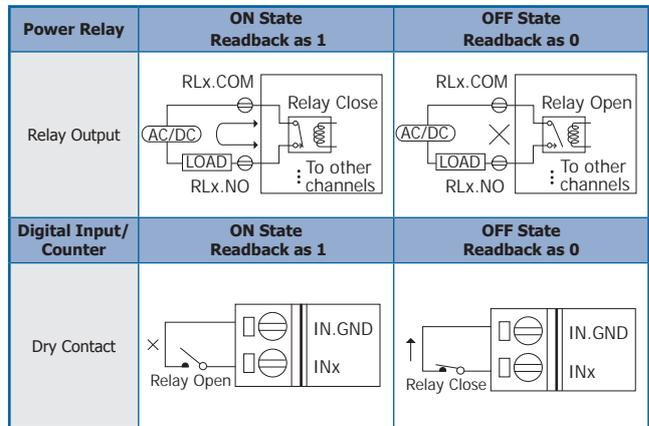 Power Relay
ON State
Readback as 1
OFF State
Readback as 0
Relay Output
RLx.COM
Relay Close
AC/DC
LOAD
RLx.NO
To other
channels
RLx.COM
Relay Open
AC/DC
LOAD
RLx.NO
To other
channels
Digital Input/
Counter
ON State
Readback as 1
OFF State
Readback as 0
Dry Contact
IN.GND
INx
Relay Open
IN.GND
INx
Relay Close